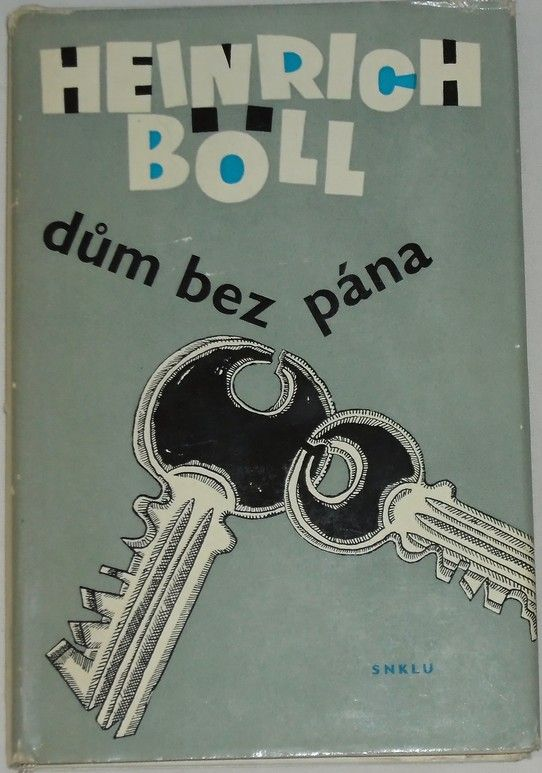 HEINRICH
BÖLL
dům bez pána
SNKLU